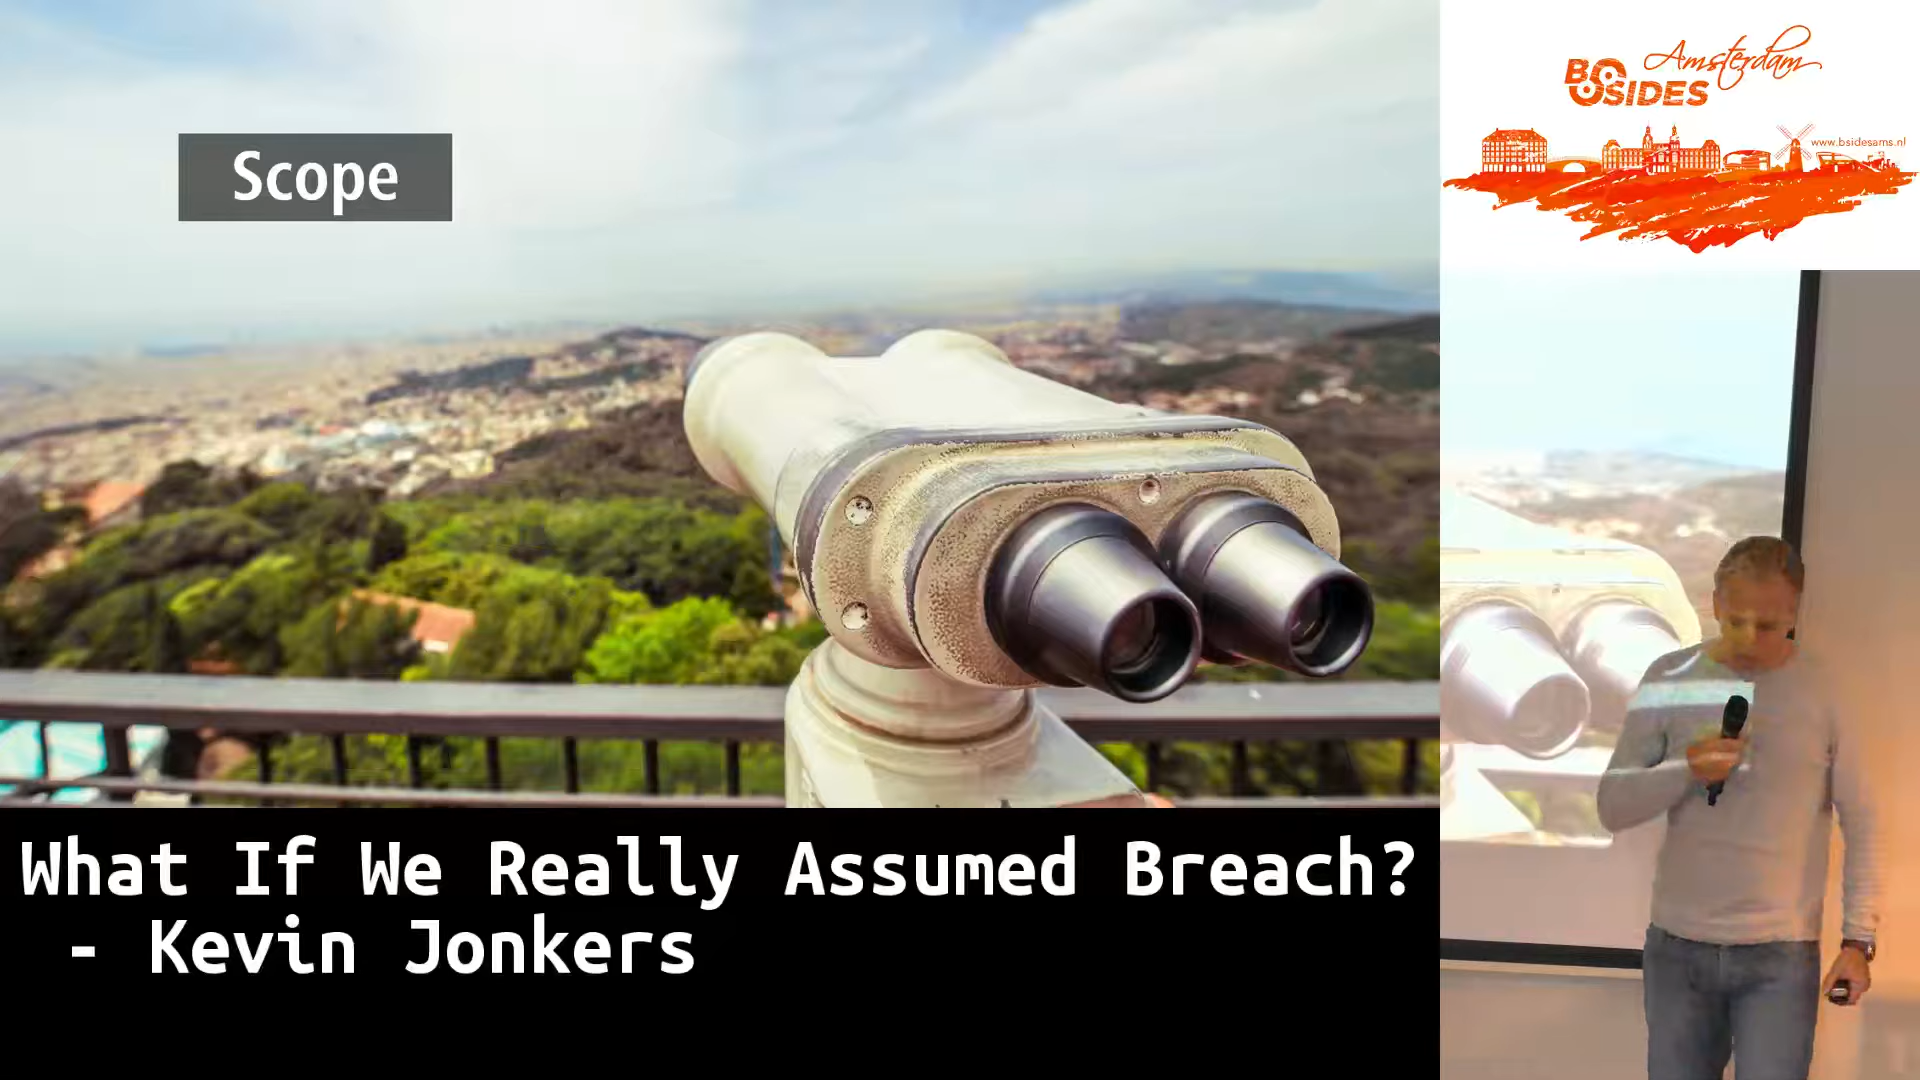 Scope
BSIDES Amsterdam
www.bsidesams.nl
What If We Really Assumed Breach?
- Kevin Jonkers